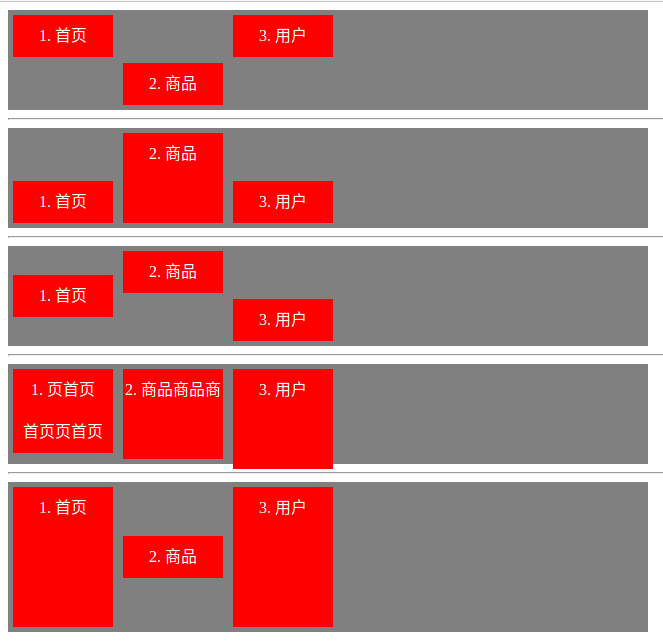 1. 首页
3. 用户
2. 商品
2. 商品
1. 首页
3. 用户
2. 商品
1. 首页
3. 用户
1. 页首页
首页页首页
2. 商品商品商
3. 用户
1. 首页
3. 用户
2. 商品